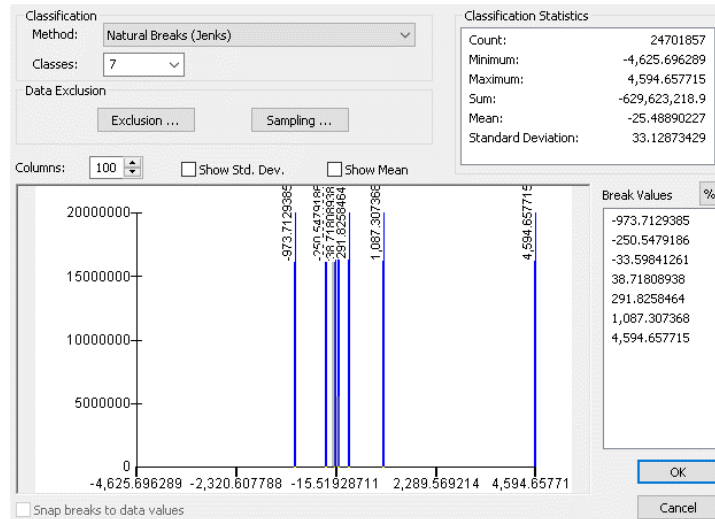 Classification
Method: Natural Breaks (Jenks)
Classes: 7
Data Exclusion
Exclusion ... Sampling ...
Classification Statistics
Count: 24701857
Minimum: -4,625.696289
Maximum: 4,594.657715
Sum: -629,623,218.9
Mean: -25.48890227
Standard Deviation: 33.12873429
Columns: 100 Show Std. Dev. Show Mean
-973.7129385
-250.5479186
38.71808938
291.8258464
1,087.307368
4,594.657715
20000000
15000000
10000000
5000000
0
-4,625.696289 -2,320.607788 -15.51928711 2,289.569214 4,594.65771
Break Values %
-973.7129385
-250.5479186
-33.59841261
38.71808938
291.8258464
1,087.307368
4,594.657715
OK
Snap breaks to data values
Cancel